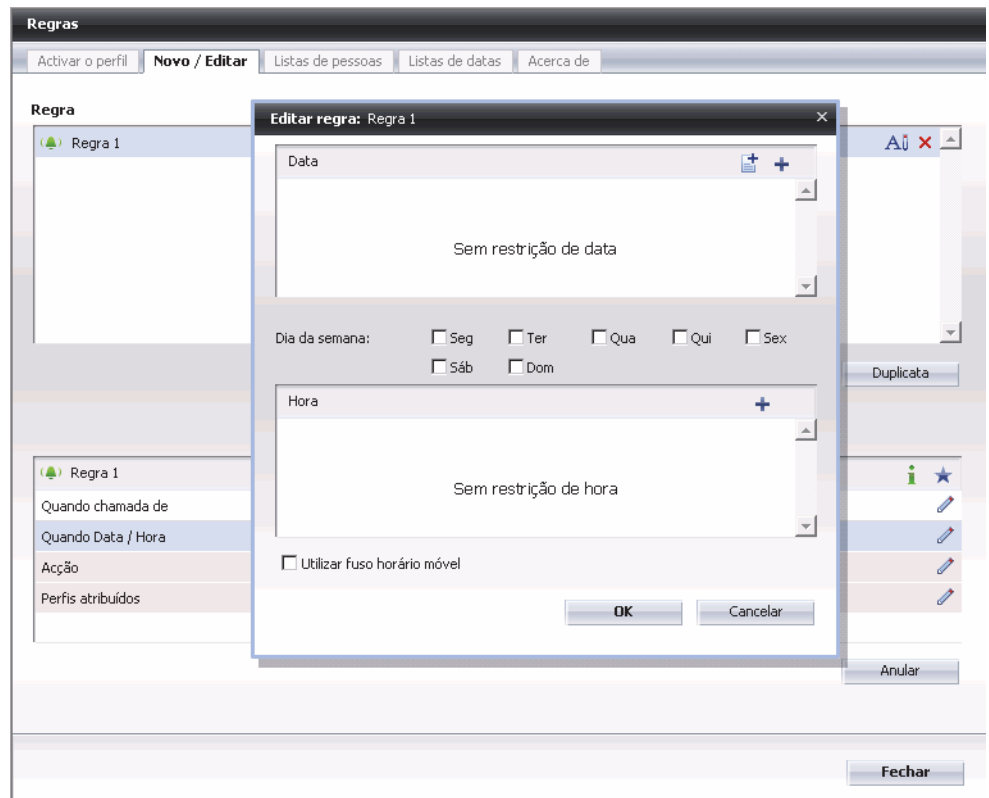 Regras
Activar o perfil Novo / Editar Listas de pessoas Listas de datas Acerca de
Regra
Regra 1
Editar regra: Regra 1
Data
Sem restrição de data
Dia da semana: Seg Ter Qua Qui Sex
Sáb Dom
Duplicata
Hora
Sem restrição de hora
Utilizar fuso horário móvel
OK Cancelar
Regra 1
Quando chamada de
Quando Data / Hora
Acção
Perfis atribuídos
Anular
Fechar